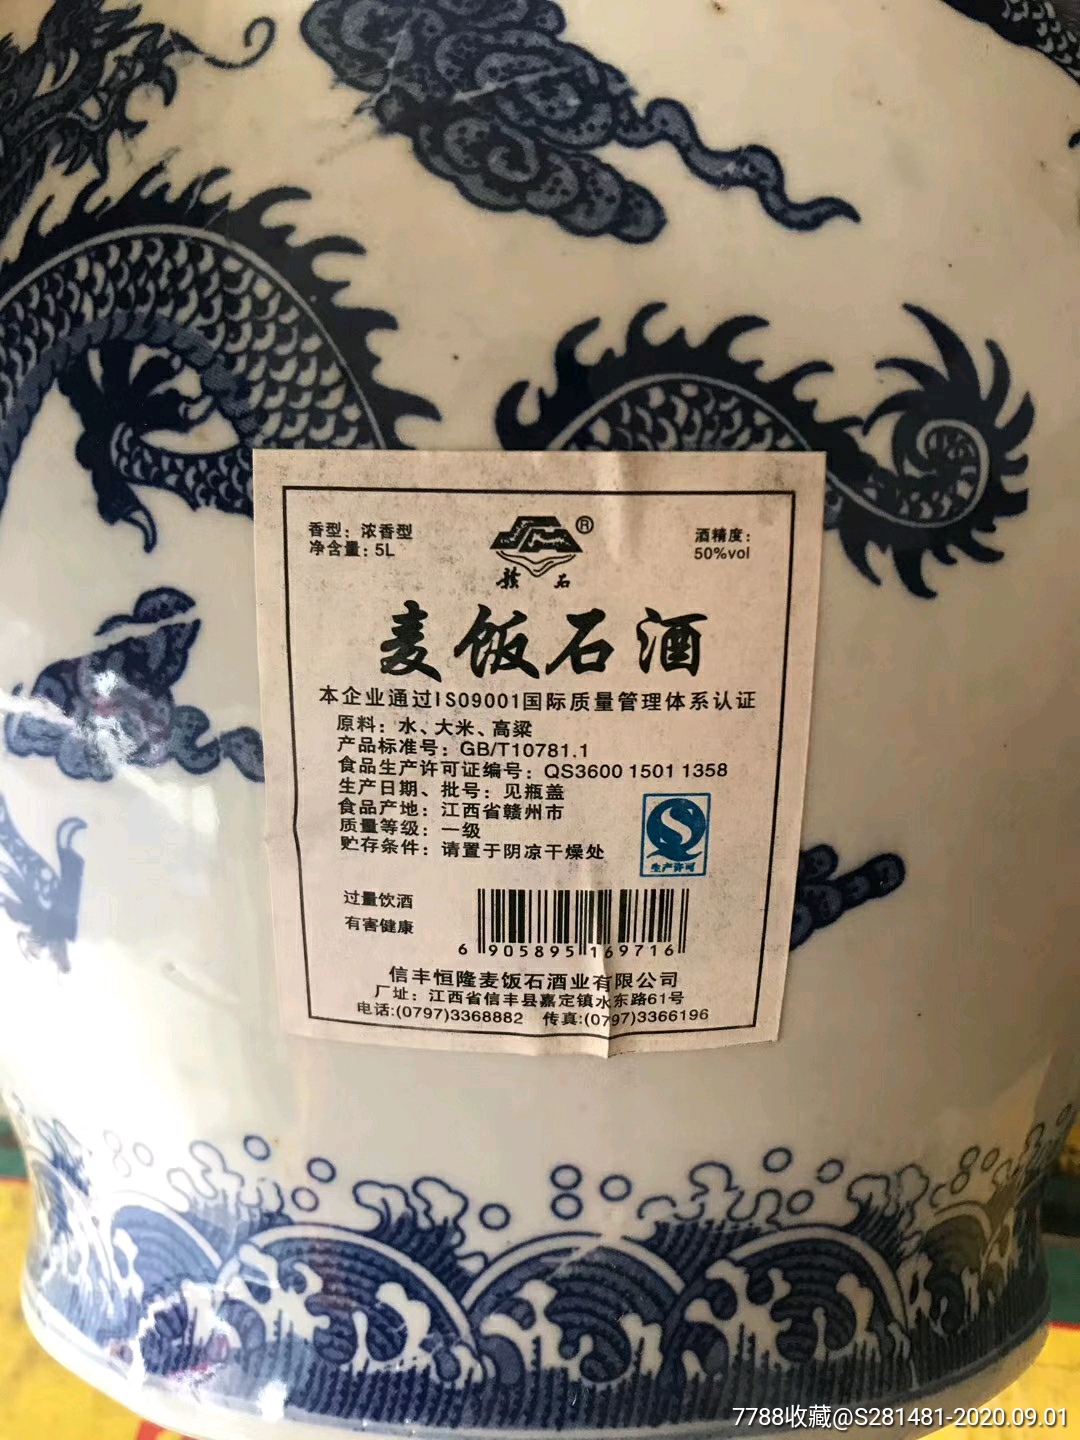 香型：浓香型
净含量：5L
酒精度：
50%vol
®
赣 石
麦饭石酒
本企业通过ISO9001国际质量管理体系认证
原料：水、大米、高粱
产品标准号：GB/T10781.1
食品生产许可证编号：QS3600 1501 1358
生产日期、批号：见瓶盖
食品产地：江西省赣州市
质量等级：一级
贮存条件：请置于阴凉干燥处
生产许可
过量饮酒
有害健康
6 905895 169716
信丰恒隆麦饭石酒业有限公司
厂址：江西省信丰县嘉定镇水东路61号
电话:(0797)3368882 传真:(0797)3366196
7788收藏@S281481-2020.09.01